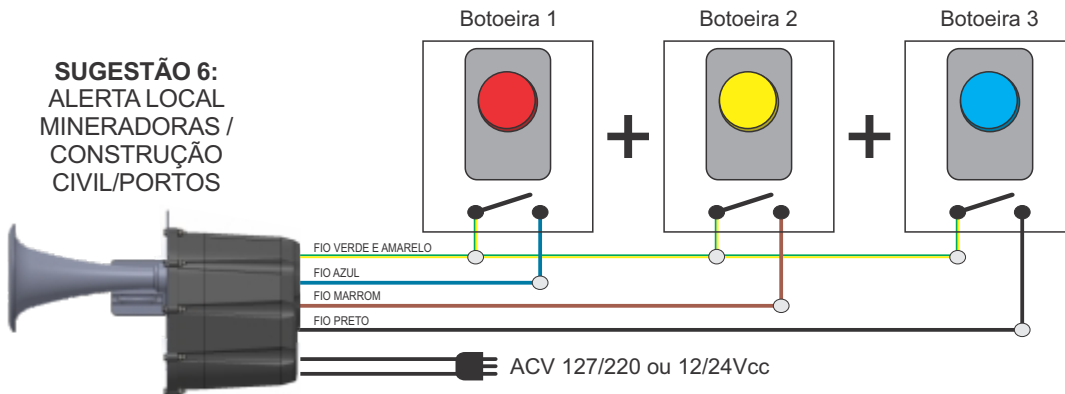 Botoeira 1
Botoeira 2
Botoeira 3
SUGESTÃO 6:
ALERTA LOCAL
MINERADORAS /
CONSTRUÇÃO
CIVIL/PORTOS
FIO VERDE E AMARELO
FIO AZUL
FIO MARROM
FIO PRETO
ACV 127/220 ou 12/24Vcc